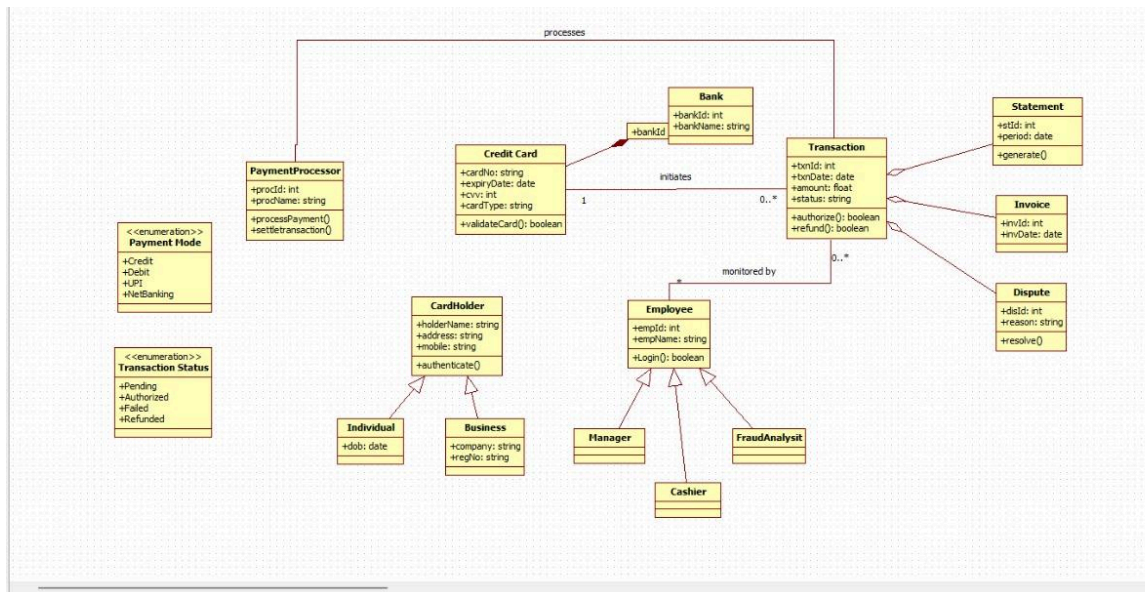 processes
Bank
+bankId: int
+bankName: string
+bankId
Statement
+stId: int
+period: date
+generate()
Credit Card
+cardNo: string
+expiryDate: date
+cvv: int
+cardType: string
+validateCard(): boolean
initiates
1
0..*
Transaction
+txnId: int
+txnDate: date
+amount: float
+status: string
+authorize(): boolean
+refund(): boolean
PaymentProcessor
+procId: int
+procName: string
+processPayment()
+settletransaction()
Invoice
+invId: int
+invDate: date
<<enumeration>>
Payment Mode
+Credit
+Debit
+UPI
+NetBanking
0..*
monitored by
*
Dispute
+disId: int
+reason: string
+resolve()
CardHolder
+holderName: string
+address: string
+mobile: string
+authenticate()
Employee
+empId: int
+empName: string
+Login(): boolean
<<enumeration>>
Transaction Status
+Pending
+Authorized
+Failed
+Refunded
Individual
+dob: date
Business
+company: string
+regNo: string
Manager
FraudAnalysit
Cashier